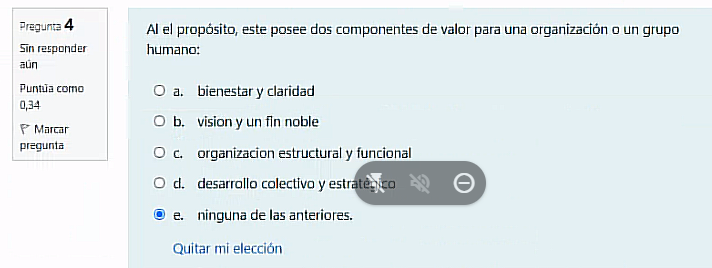 Pregunta 4
Sin responder
aún
Puntúa como
0,34
Marcar
pregunta
Al el propósito, este posee dos componentes de valor para una organización o un grupo
humano:
a. bienestar y claridad
b. vision y un fin noble
c. organizacion estructural y funcional
d. desarrollo colectivo y estratégico
e. ninguna de las anteriores.
Quitar mi elección